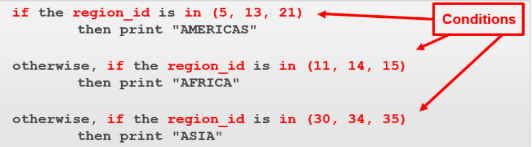 if the region_id is in (5, 13, 21)
then print "AMERICAS"
otherwise, if the region_id is in (11, 14, 15)
then print "AFRICA"
otherwise, if the region_id is in (30, 34, 35)
then print "ASIA"
Conditions